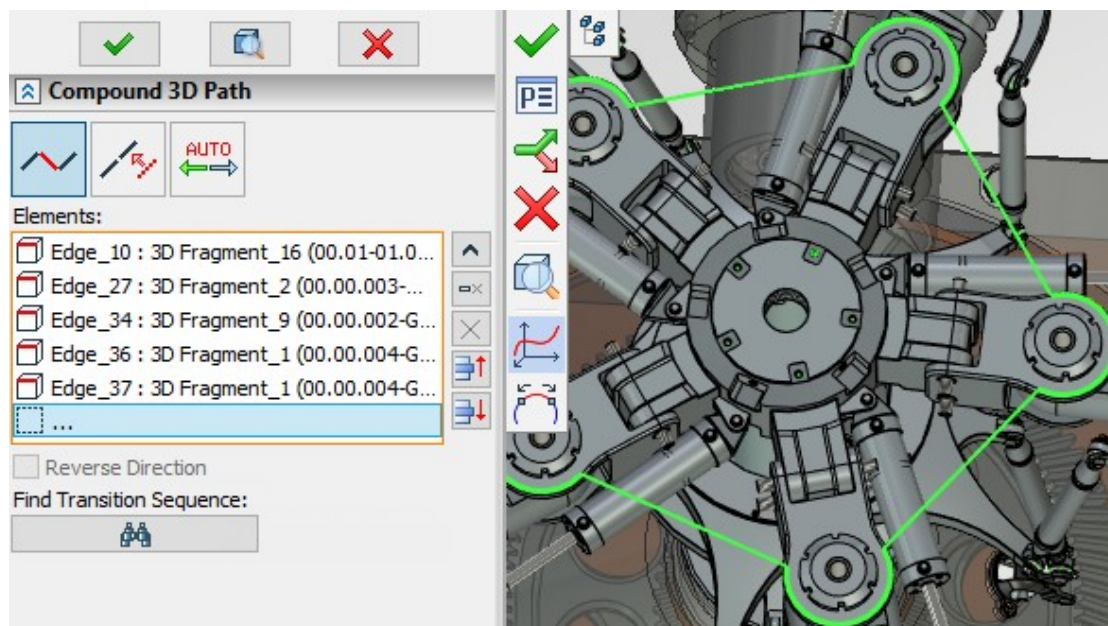 Compound 3D Path
AUTO
Elements:
Edge_10 : 3D Fragment_16 (00.01-01.0...
Edge_27 : 3D Fragment_2 (00.00.003-...
Edge_34 : 3D Fragment_9 (00.00.002-G...
Edge_36 : 3D Fragment_1 (00.00.004-G...
Edge_37 : 3D Fragment_1 (00.00.004-G...
...
Reverse Direction
Find Transition Sequence: